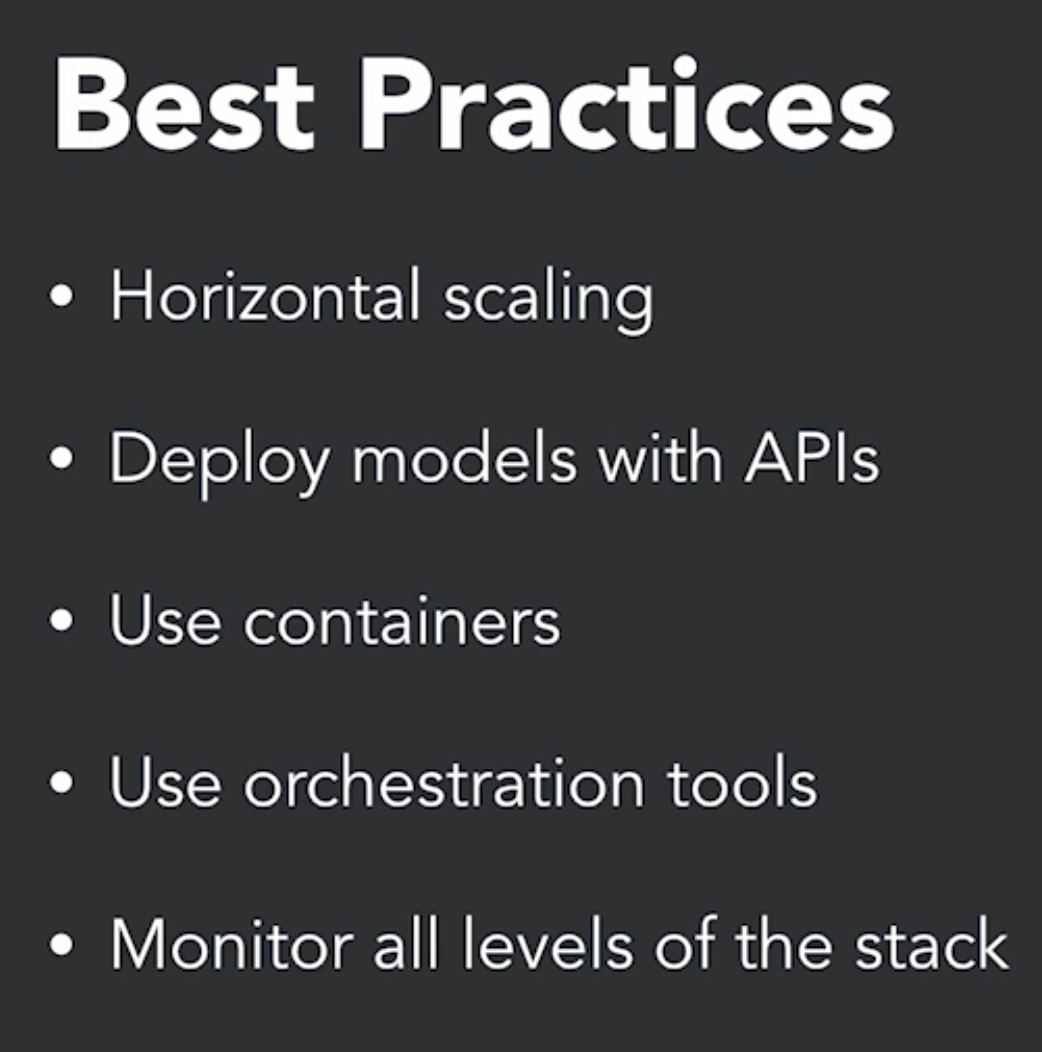 Best Practices
• Horizontal scaling
• Deploy models with APIs
• Use containers
• Use orchestration tools
• Monitor all levels of the stack